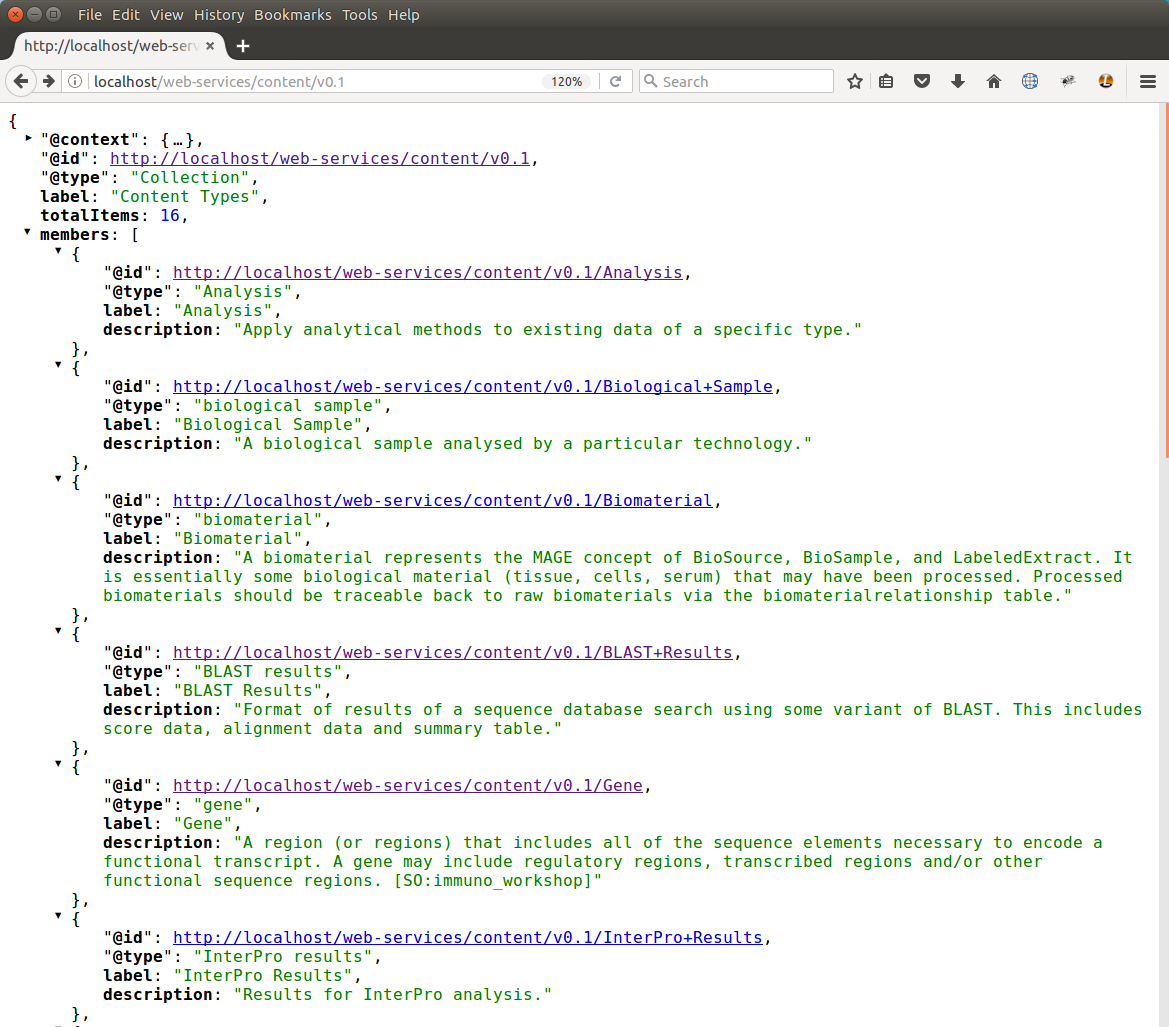 File Edit View History Bookmarks Tools Help
http://localhost/web-serv
localhost/web-services/content/v0.1 120% Search
{
"@context": {…},
"@id": http://localhost/web-services/content/v0.1,
"@type": "Collection",
label: "Content Types",
totalItems: 16,
members: [
{
"@id": http://localhost/web-services/content/v0.1/Analysis,
"@type": "Analysis",
label: "Analysis",
description: "Apply analytical methods to existing data of a specific type."
},
{
"@id": http://localhost/web-services/content/v0.1/Biological+Sample,
"@type": "biological sample",
label: "Biological Sample",
description: "A biological sample analysed by a particular technology."
},
{
"@id": http://localhost/web-services/content/v0.1/Biomaterial,
"@type": "biomaterial",
label: "Biomaterial",
description: "A biomaterial represents the MAGE concept of BioSource, BioSample, and LabeledExtract. It
is essentially some biological material (tissue, cells, serum) that may have been processed. Processed
biomaterials should be traceable back to raw biomaterials via the biomaterialrelationship table."
},
{
"@id": http://localhost/web-services/content/v0.1/BLAST+Results,
"@type": "BLAST results",
label: "BLAST Results",
description: "Format of results of a sequence database search using some variant of BLAST. This includes
score data, alignment data and summary table."
},
{
"@id": http://localhost/web-services/content/v0.1/Gene,
"@type": "gene",
label: "Gene",
description: "A region (or regions) that includes all of the sequence elements necessary to encode a
functional transcript. A gene may include regulatory regions, transcribed regions and/or other
functional sequence regions. [SO:immuno_workshop]"
},
{
"@id": http://localhost/web-services/content/v0.1/InterPro+Results,
"@type": "InterPro results",
label: "InterPro Results",
description: "Results for InterPro analysis."
},